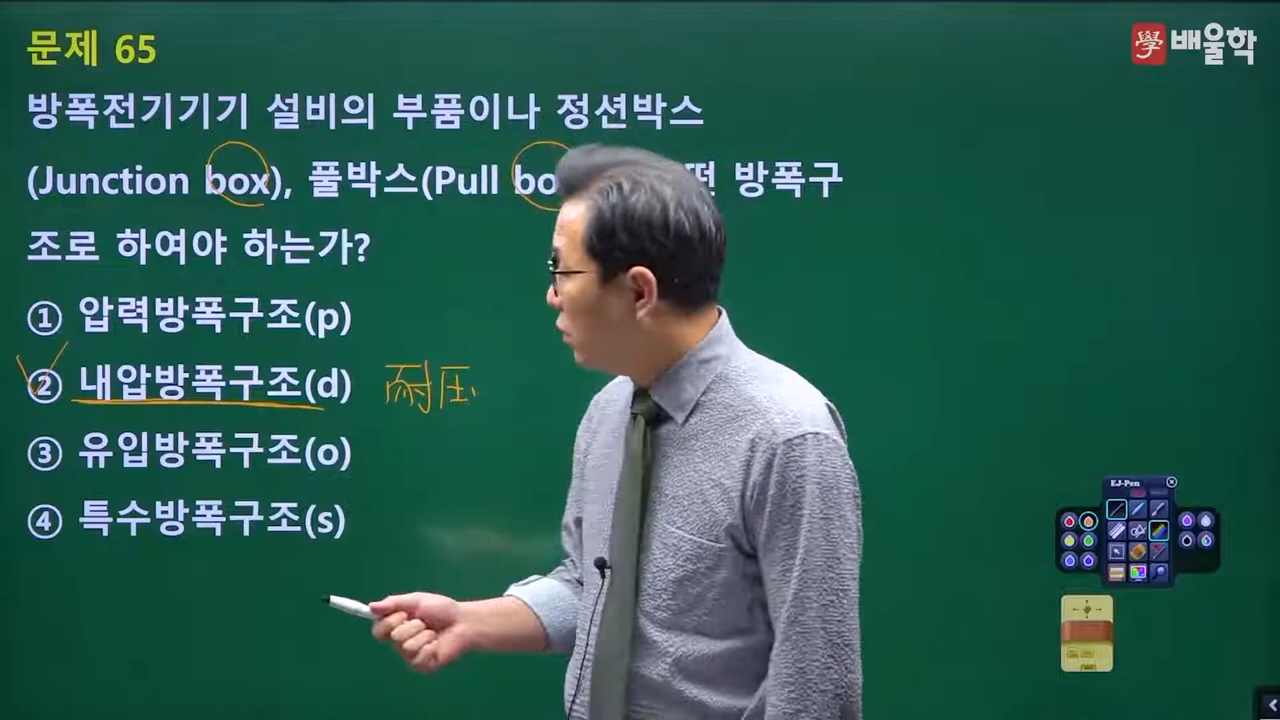 문제 65
學 배울학
방폭전기기기 설비의 부품이나 정션박스
(Junction box), 풀박스(Pull bo 떤 방폭구
조로 하여야 하는가?
① 압력방폭구조(p)
② 내압방폭구조(d) 耐压
③ 유입방폭구조(o)
④ 특수방폭구조(s)
EJ-Pen